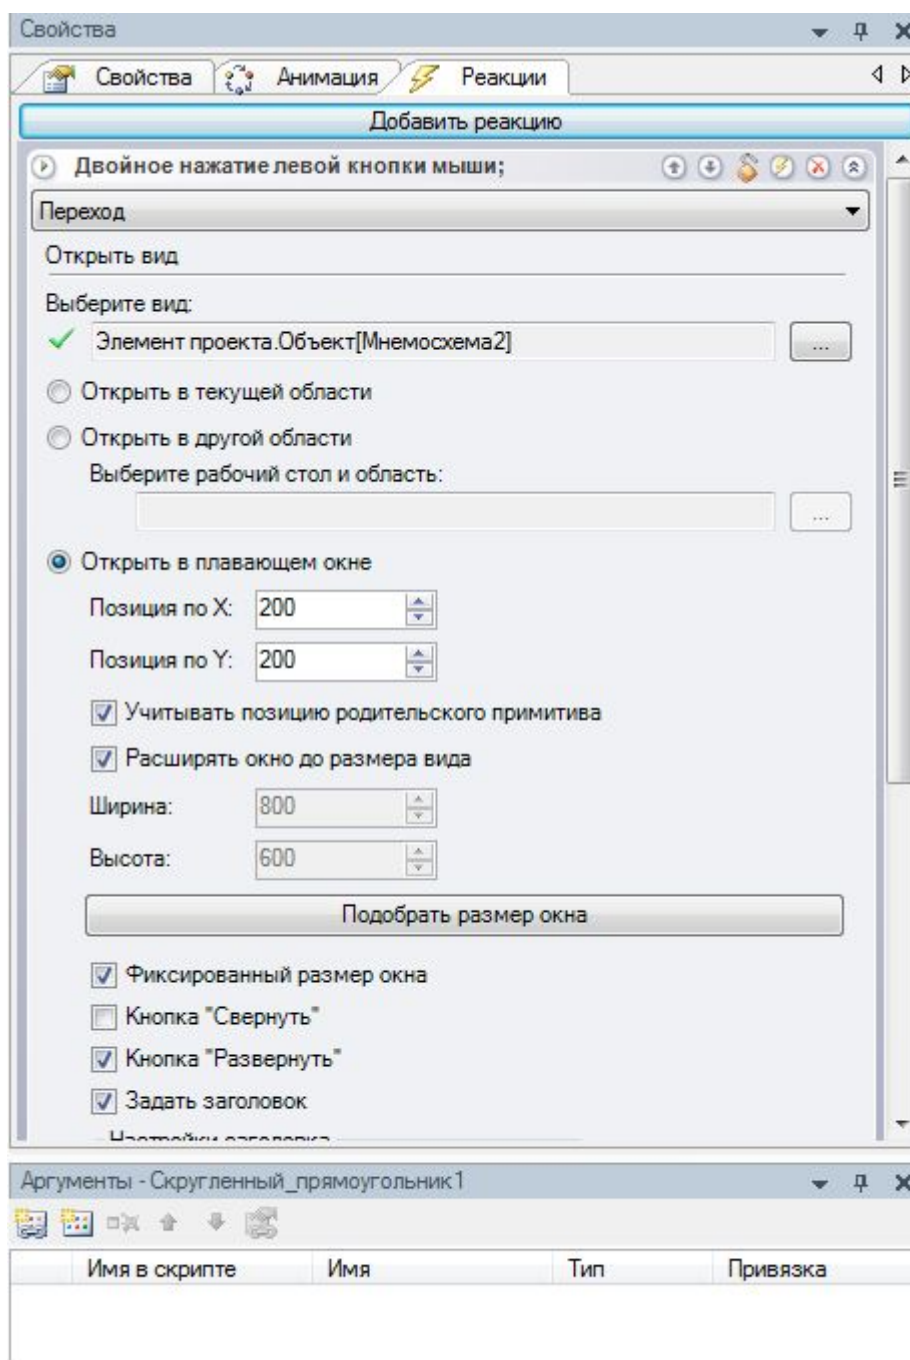 Свойства
Свойства Анимация Реакции
Добавить реакцию
Двойное нажатие левой кнопки мыши;
Переход
Открыть вид
Выберите вид:
Элемент проекта.Объект[Мнемосхема2]
...
Открыть в текущей области
Открыть в другой области
Выберите рабочий стол и область:
...
Открыть в плавающем окне
Позиция по X: 200
Позиция по Y: 200
Учитывать позицию родительского примитива
Расширять окно до размера вида
Ширина: 800
Высота: 600
Подобрать размер окна
Фиксированный размер окна
Кнопка "Свернуть"
Кнопка "Развернуть"
Задать заголовок
Настройки заголовка
Аргументы - Скругленный_прямоугольник1
Имя в скрипте Имя Тип Привязка